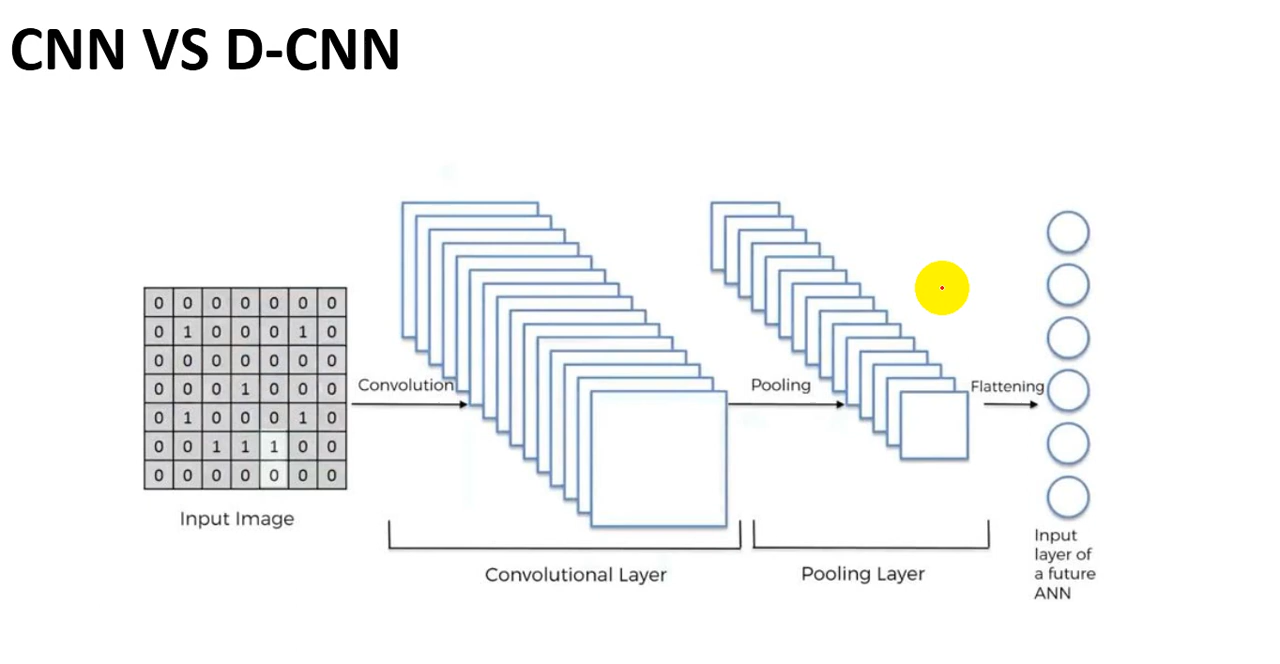 CNN VS D-CNN
0 0 0 0 0 0 0
0 1 0 0 0 1 0
0 0 0 0 0 0 0
0 0 0 1 0 0 0
0 1 0 0 0 1 0
0 0 1 1 1 0 0
0 0 0 0 0 0 0
Input Image
Convolution
Convolutional Layer
Pooling
Pooling Layer
Flattening
Input
layer of
a future
ANN